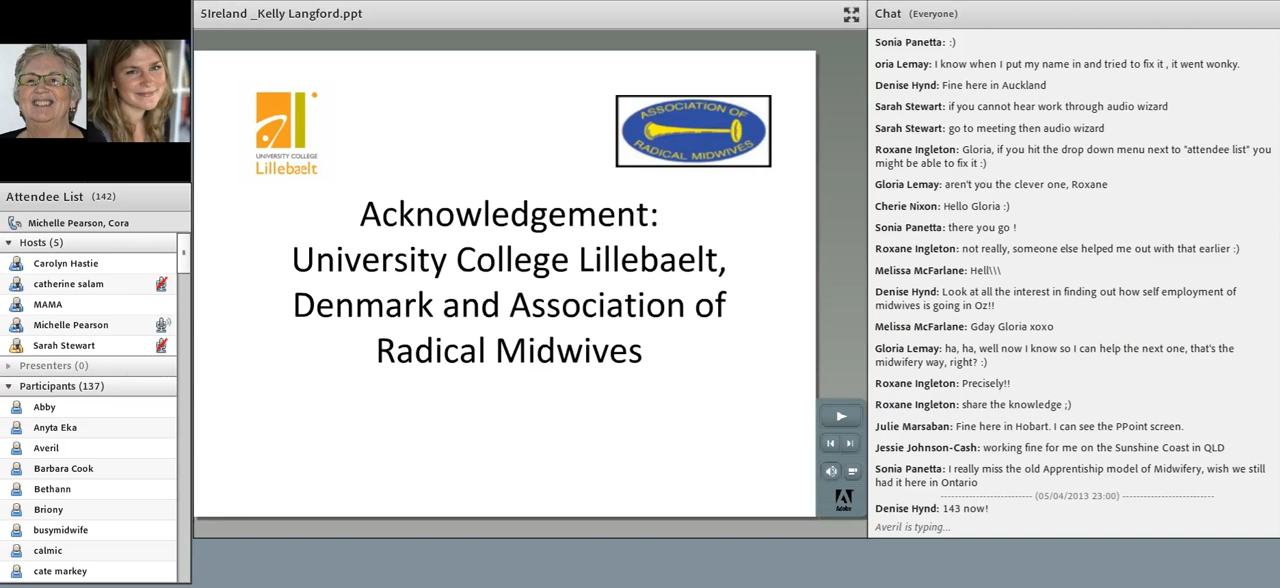 5Ireland _Kelly Langford.ppt
Attendee List (142)
Michelle Pearson, Cora
Hosts (5)
Carolyn Hastie
catherine salam
MAMA
Michelle Pearson
Sarah Stewart
Presenters (0)
Participants (137)
Abby
Anyta Eka
Averil
Barbara Cook
Bethann
Briony
busymidwife
calmic
cate markey
UNIVERSITY COLLEGE
Lillebaelt
ASSOCIATION OF
RADICAL MIDWIVES
Acknowledgement:
University College Lillebaelt,
Denmark and Association of
Radical Midwives
Adobe
Chat (Everyone)
Sonia Panetta: :)
oria Lemay: I know when I put my name in and tried to fix it , it went wonky.
Denise Hynd: Fine here in Auckland
Sarah Stewart: if you cannot hear work through audio wizard
Sarah Stewart: go to meeting then audio wizard
Roxane Ingleton: Gloria, if you hit the drop down menu next to "attendee list" you
might be able to fix it :)
Gloria Lemay: aren't you the clever one, Roxane
Cherie Nixon: Hello Gloria :)
Sonia Panetta: there you go !
Roxane Ingleton: not really, someone else helped me out with that earlier :)
Melissa McFarlane: Hell\\\
Denise Hynd: Look at all the interest in finding out how self employment of
midwives is going in Oz!!
Melissa McFarlane: Gday Gloria xoxo
Gloria Lemay: ha, ha, well now I know so I can help the next one, that's the
midwifery way, right? :)
Roxane Ingleton: Precisely!!
Roxane Ingleton: share the knowledge ;)
Julie Marsaban: Fine here in Hobart. I can see the PPoint screen.
Jessie Johnson-Cash: working fine for me on the Sunshine Coast in QLD
Sonia Panetta: I really miss the old Apprentiship model of Midwifery, wish we still
had it here in Ontario
(05/04/2013 23:00)
Denise Hynd: 143 now!
Averil is typing...